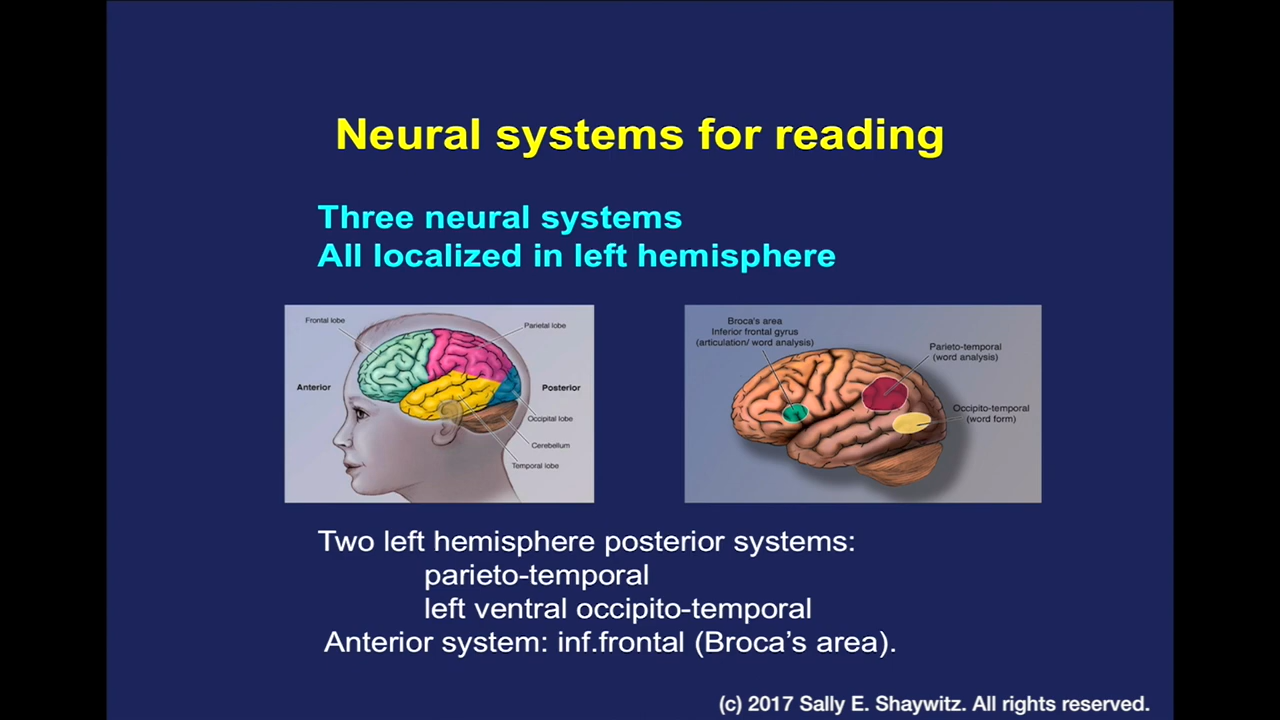 Neural systems for reading
Three neural systems
All localized in left hemisphere
Frontal lobe
Parietal lobe
Anterior
Posterior
Occipital lobe
Cerebellum
Temporal lobe
Broca's area
Inferior frontal gyrus
(articulation/ word analysis)
Parieto-temporal
(word analysis)
Occipito-temporal
(word form)
Two left hemisphere posterior systems:
parieto-temporal
left ventral occipito-temporal
Anterior system: inf.frontal (Broca’s area).
(c) 2017 Sally E. Shaywitz. All rights reserved.